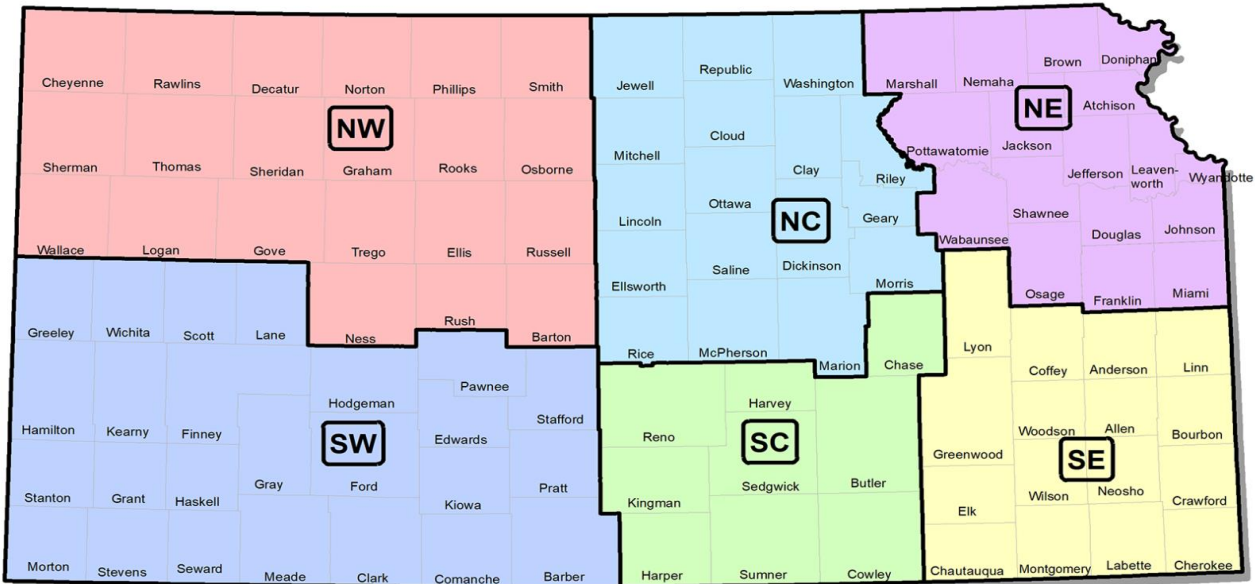 Cheyenne
Rawlins
Decatur
Norton
Phillips
Smith
NW
Sherman
Thomas
Sheridan
Graham
Rooks
Osborne
Wallace
Logan
Gove
Trego
Ellis
Russell
Ness
Rush
Barton
Jewell
Republic
Washington
Mitchell
Cloud
Clay
Riley
Lincoln
Ottawa
NC
Geary
Ellsworth
Saline
Dickinson
Morris
Rice
McPherson
Marion
Marshall
Nemaha
Brown
Doniphan
NE
Atchison
Pottawatomie
Jackson
Jefferson
Leaven-
worth
Wyandotte
Wabaunsee
Shawnee
Douglas
Johnson
Osage
Franklin
Miami
Greeley
Wichita
Scott
Lane
Hodgeman
Pawnee
Stafford
Hamilton
Kearny
Finney
SW
Edwards
Stanton
Grant
Haskell
Gray
Ford
Kiowa
Pratt
Morton
Stevens
Seward
Meade
Clark
Comanche
Barber
Chase
Reno
Harvey
SC
Kingman
Sedgwick
Butler
Harper
Sumner
Cowley
Lyon
Coffey
Anderson
Linn
Greenwood
Woodson
Allen
Bourbon
SE
Elk
Wilson
Neosho
Crawford
Chautauqua
Montgomery
Labette
Cherokee